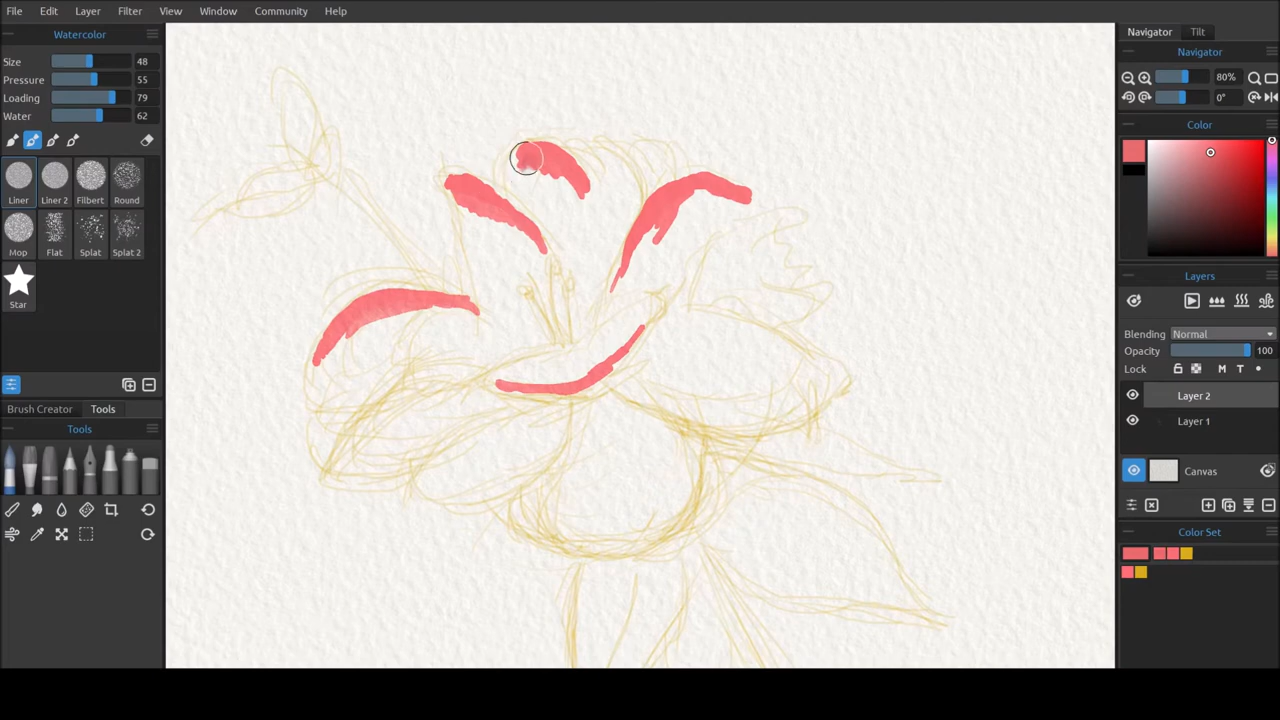 File Edit Layer Filter View Window Community Help
Watercolor
Size 48
Pressure 55
Loading 79
Water 62
Liner Liner 2 Filbert Round
Mop Flat Splat Splat 2
Star
Brush Creator Tools
Tools
Navigator Tilt
Navigator
80%
0°
Color
Layers
Blending Normal
Opacity 100
Lock M T
Layer 2
Layer 1
Canvas
Color Set